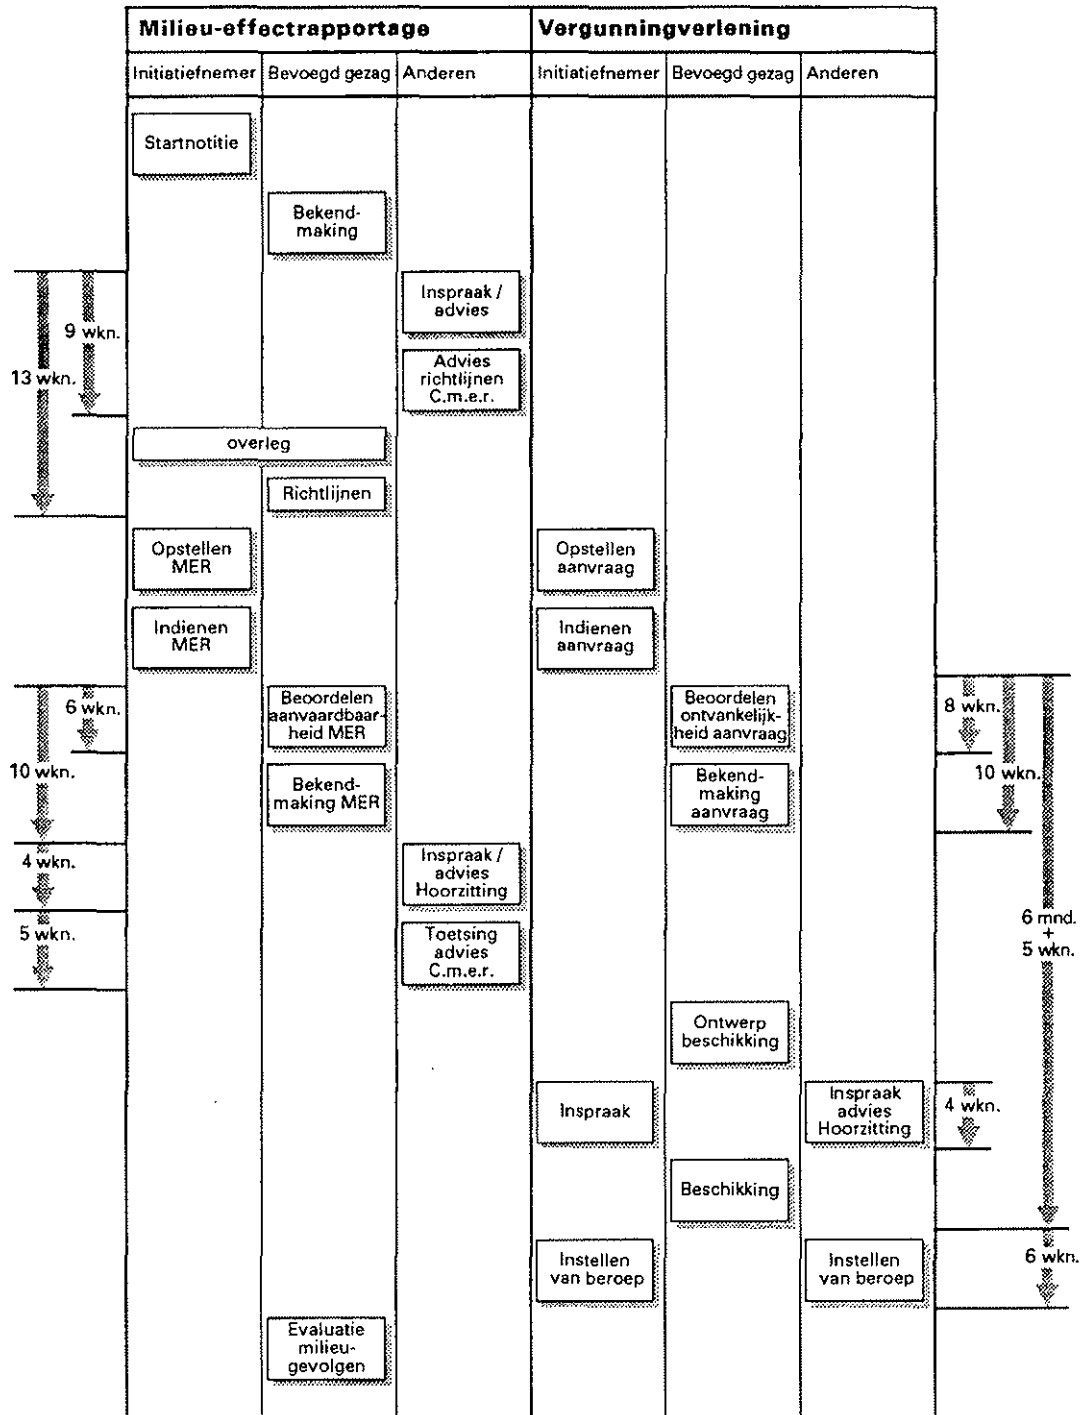 Milieu-effectrapportage
Vergunningverlening
Initiatiefnemer
Bevoegd gezag
Anderen
Initiatiefnemer
Bevoegd gezag
Anderen
Startnotitie
Bekend-
making
Inspraak /
advies
9 wkn.
Advies
richtlijnen
C.m.e.r.
13 wkn.
overleg
Richtlijnen
Opstellen
MER
Opstellen
aanvraag
Indienen
MER
Indienen
aanvraag
6 wkn.
Beoordelen
aanvaardbaar-
heid MER
Beoordelen
ontvankelijk-
heid aanvraag
8 wkn.
10 wkn.
Bekend-
making MER
Bekend-
making
aanvraag
10 wkn.
4 wkn.
Inspraak /
advies
Hoorzitting
5 wkn.
Toetsing
advies
C.m.e.r.
6 mnd.
+
5 wkn.
Ontwerp
beschikking
Inspraak
Inspraak
advies
Hoorzitting
4 wkn.
Beschikking
Instellen
van beroep
Instellen
van beroep
6 wkn.
Evaluatie
milieu-
gevolgen